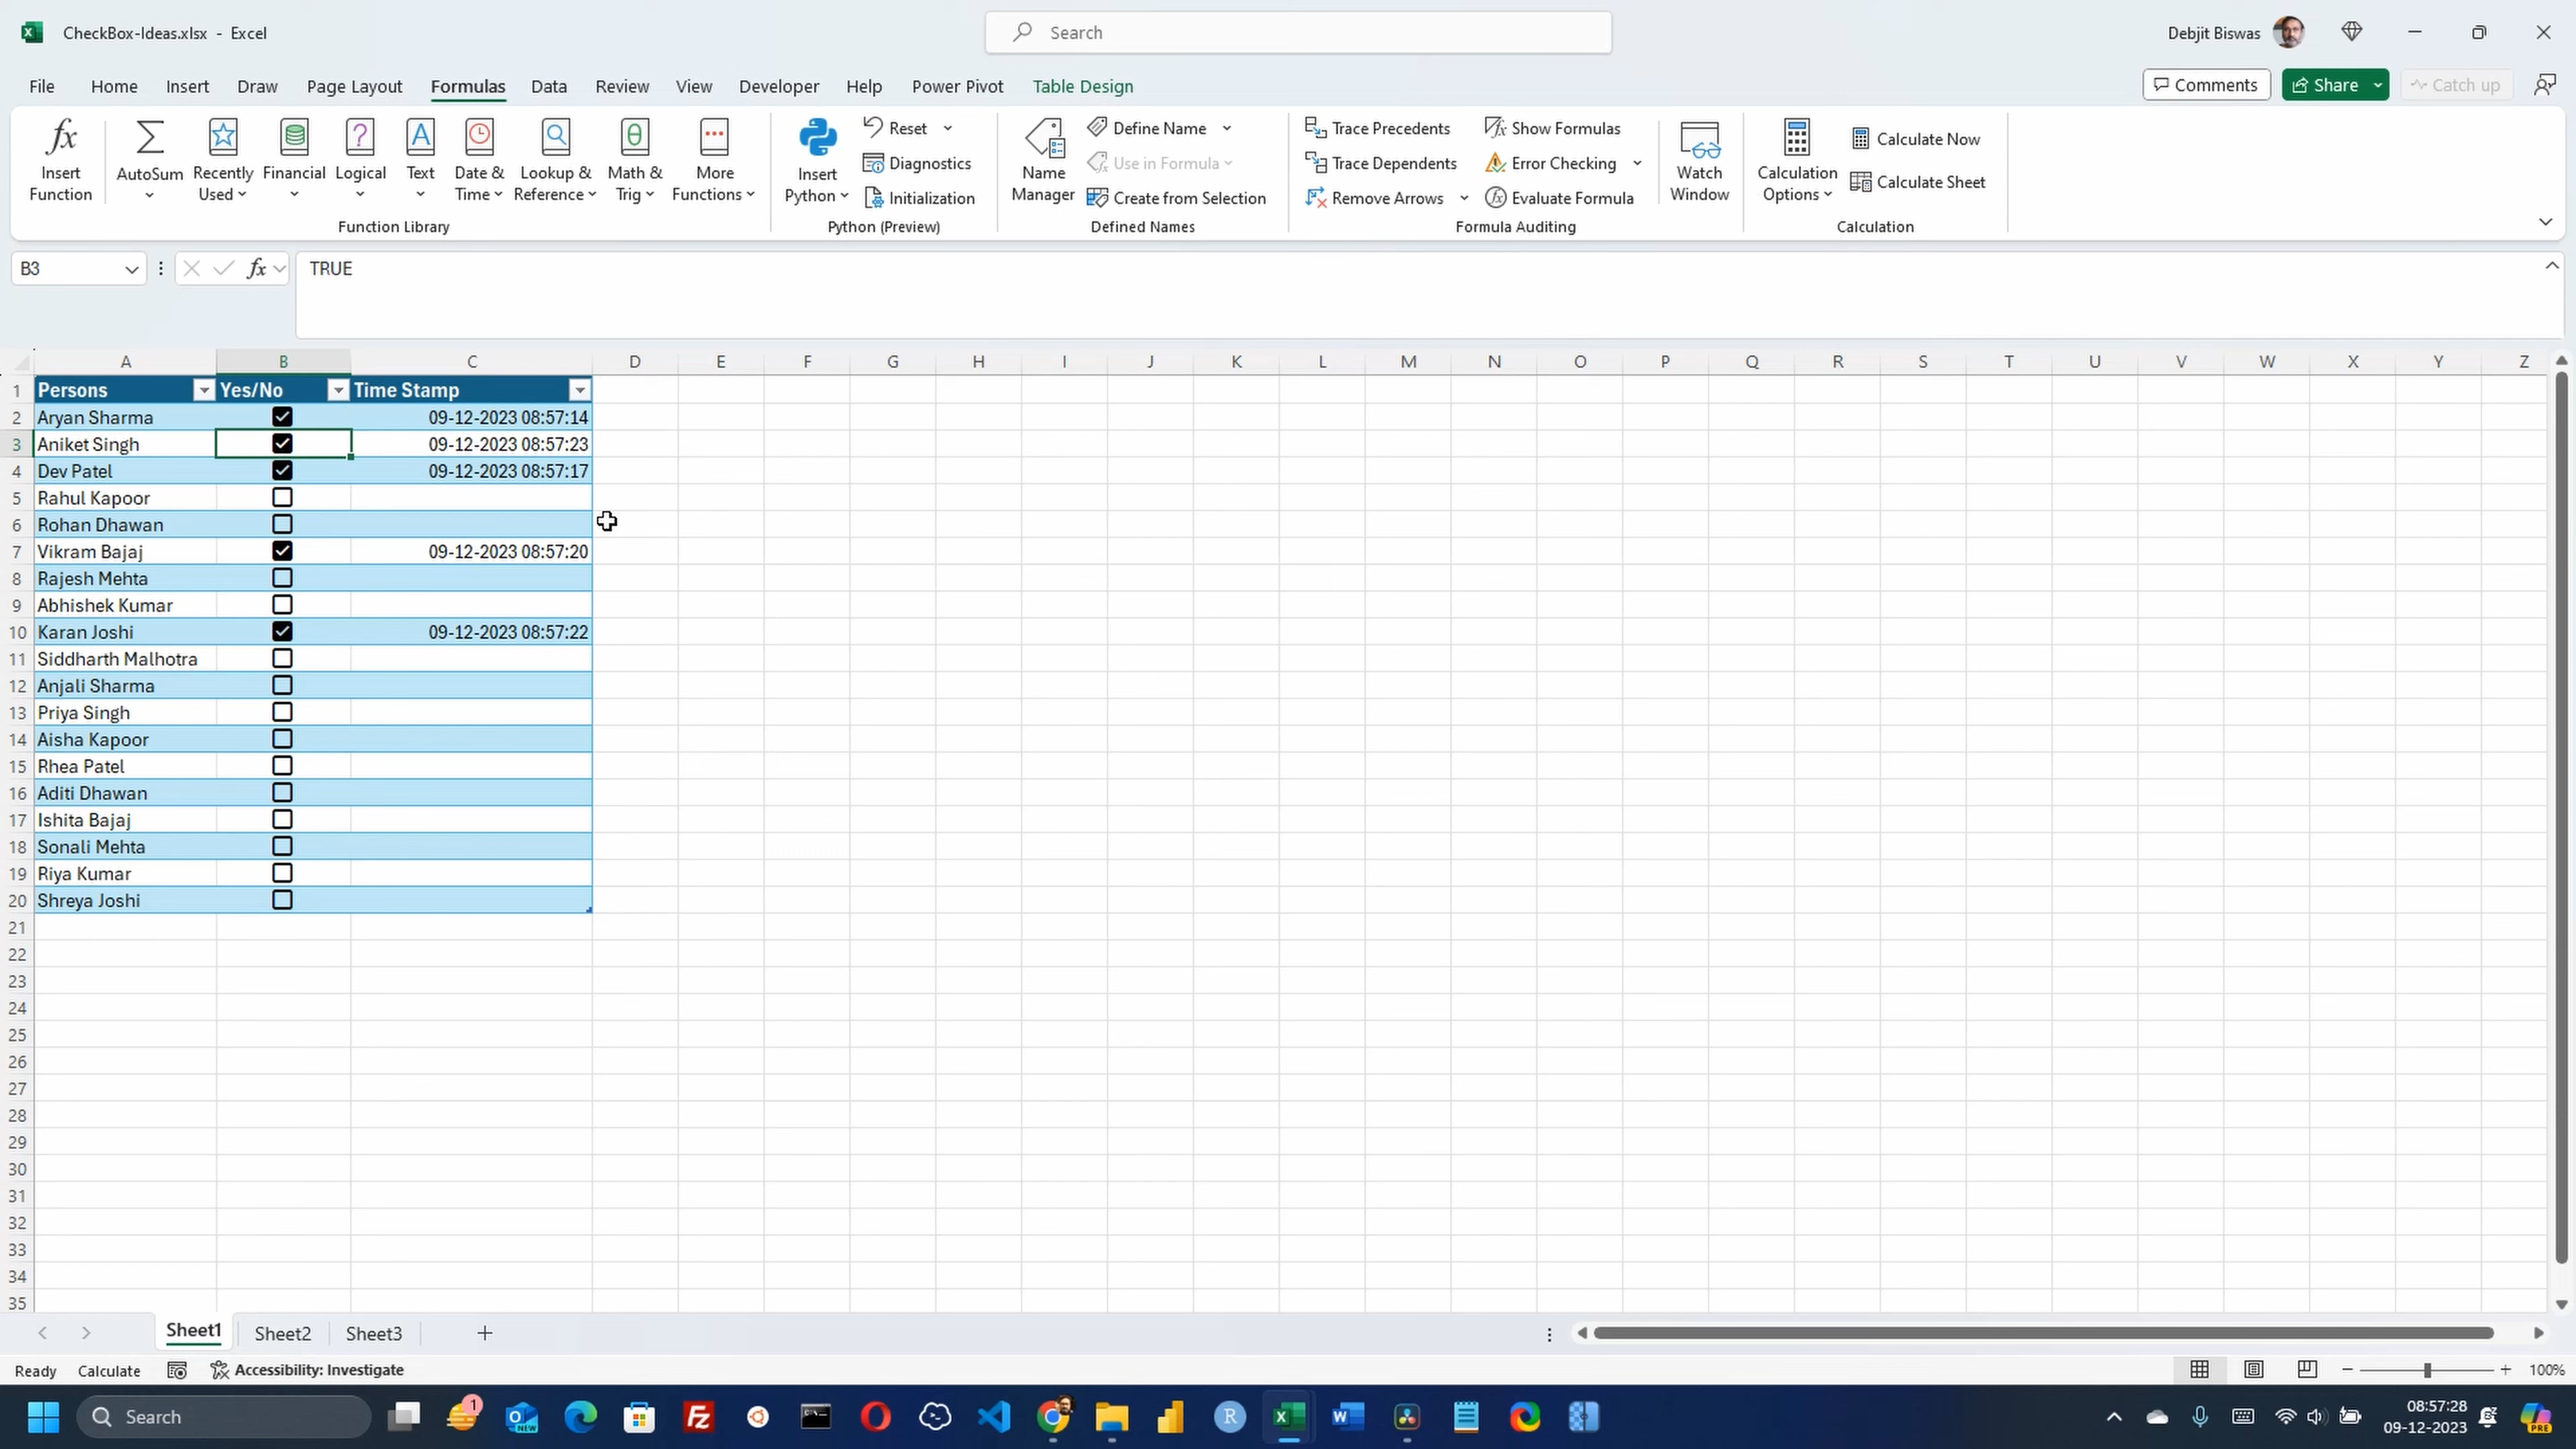 CheckBox-Ideas.xlsx - Excel
Search
Debjit Biswas
File Home Insert Draw Page Layout Formulas Data Review View Developer Help Power Pivot Table Design
Comments Share Catch up
Insert Function
AutoSum
Recently Used
Financial
Logical
Text
Date & Time
Lookup & Reference
Math & Trig
More Functions
Function Library
Insert Python
Reset
Diagnostics
Initialization
Python (Preview)
Name Manager
Define Name
Use in Formula
Create from Selection
Defined Names
Trace Precedents
Trace Dependents
Remove Arrows
Show Formulas
Error Checking
Evaluate Formula
Formula Auditing
Watch Window
Calculation Options
Calculate Now
Calculate Sheet
Calculation
B3 fx TRUE
A B C D E F G H I J K L M N O P Q R S T U V W X Y Z
1 Persons Yes/No Time Stamp
2 Aryan Sharma 09-12-2023 08:57:14
3 Aniket Singh 09-12-2023 08:57:23
4 Dev Patel 09-12-2023 08:57:17
5 Rahul Kapoor
6 Rohan Dhawan
7 Vikram Bajaj 09-12-2023 08:57:20
8 Rajesh Mehta
9 Abhishek Kumar
10 Karan Joshi 09-12-2023 08:57:22
11 Siddharth Malhotra
12 Anjali Sharma
13 Priya Singh
14 Aisha Kapoor
15 Rhea Patel
16 Aditi Dhawan
17 Ishita Bajaj
18 Sonali Mehta
19 Riya Kumar
20 Shreya Joshi
21
22
23
24
25
26
27
28
29
30
31
32
33
34
35
Sheet1 Sheet2 Sheet3
Ready Calculate Accessibility: Investigate 100%
Search
08:57:28
09-12-2023